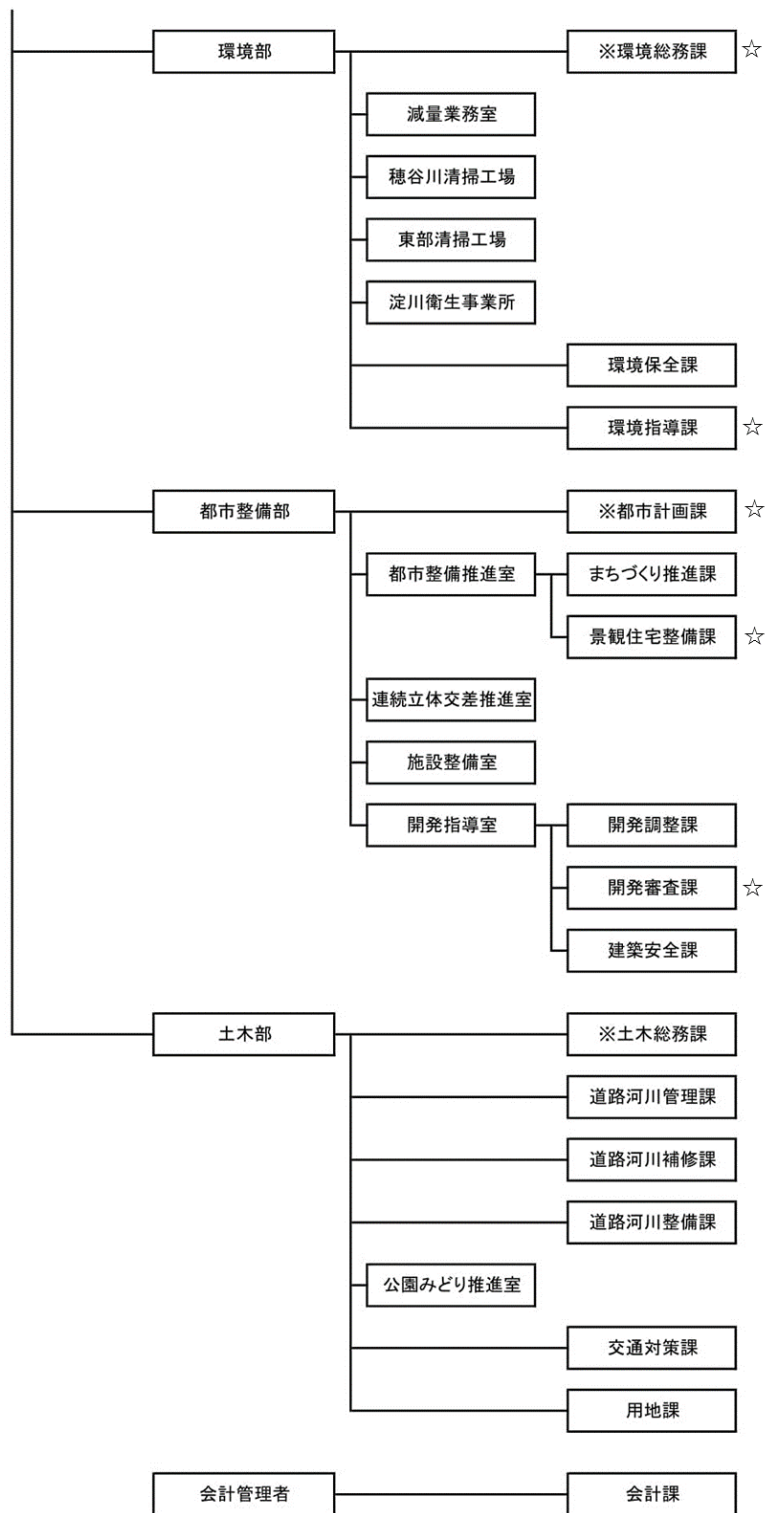 環境部
※環境総務課 ☆
減量業務室
穂谷川清掃工場
東部清掃工場
淀川衛生事業所
環境保全課
環境指導課 ☆
都市整備部
※都市計画課 ☆
都市整備推進室
まちづくり推進課
景観住宅整備課 ☆
連続立体交差推進室
施設整備室
開発指導室
開発調整課
開発審査課 ☆
建築安全課
土木部
※土木総務課
道路河川管理課
道路河川補修課
道路河川整備課
公園みどり推進室
交通対策課
用地課
会計管理者
会計課